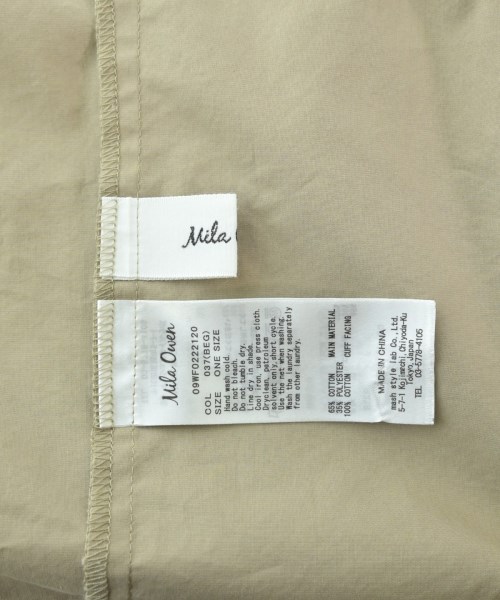 Mila
Mila Owen
09WF0222120
COL 037(BEG)
SIZE ONE SIZE
Hand wash cold.
Do not bleach.
Do not tumble dry.
Line dry in shade.
Cool iron, use press cloth.
Dryclean, petroleum
solvent only, short cycle.
Use the net when washing.
Wash the laundry separately
from other laundry.
65% COTTON MAIN MATERIAL
35% POLYESTER
100% COTTON CUFF FACING
MADE IN CHINA
mash style lab Co., Ltd.
5-7-1 Kojimachi, Chiyoda-Ku
Tokyo, Japan
TEL 03-5778-4105